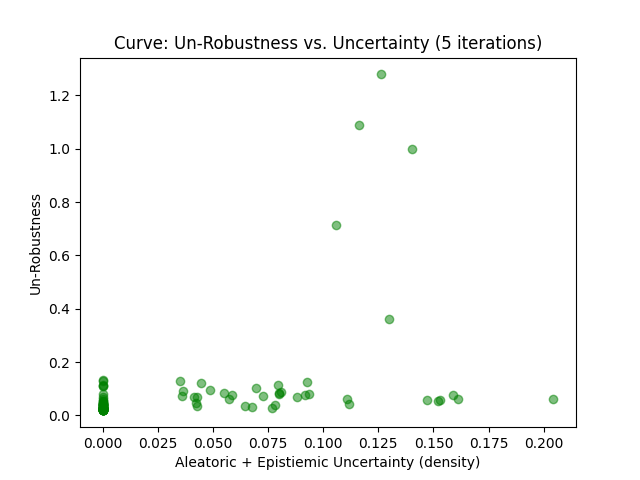 Curve: Un-Robustness vs. Uncertainty (5 iterations)
Un-Robustness
1.2
1.0
0.8
0.6
0.4
0.2
0.0
0.000 0.025 0.050 0.075 0.100 0.125 0.150 0.175 0.200
Aleatoric + Epistiemic Uncertainty (density)